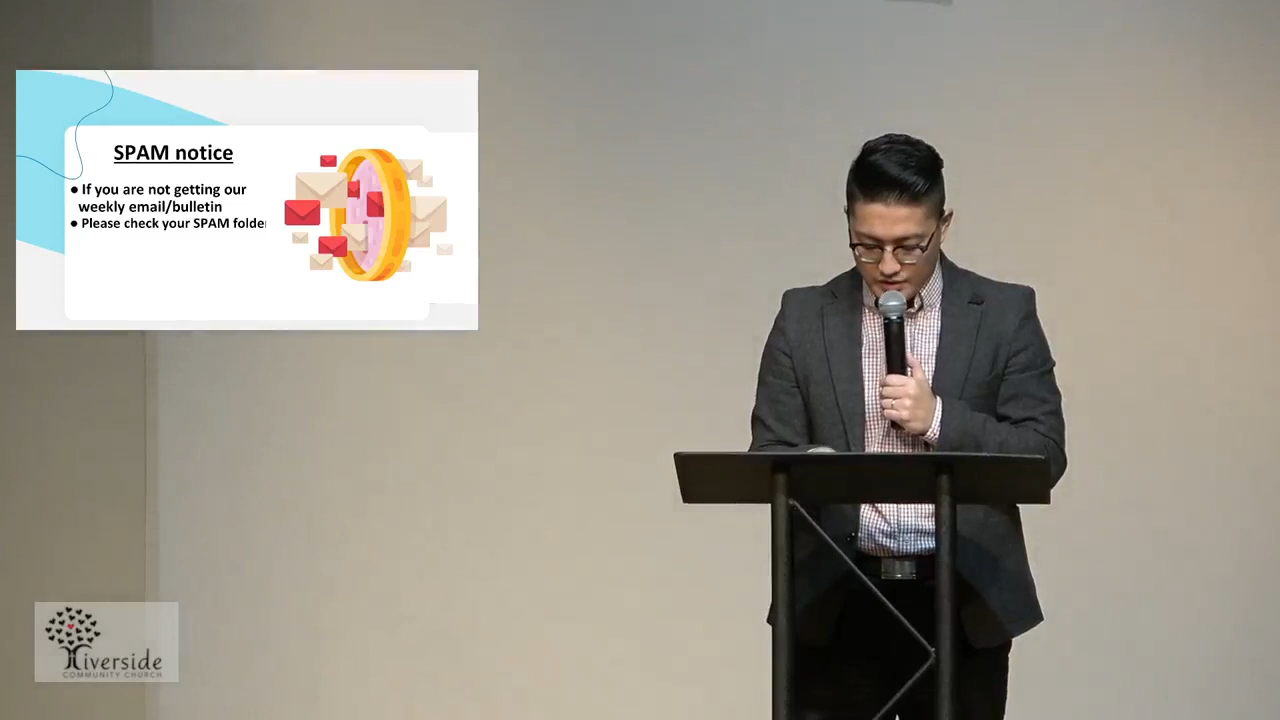 SPAM notice
● If you are not getting our
weekly email/bulletin
● Please check your SPAM folder
Riverside
COMMUNITY CHURCH